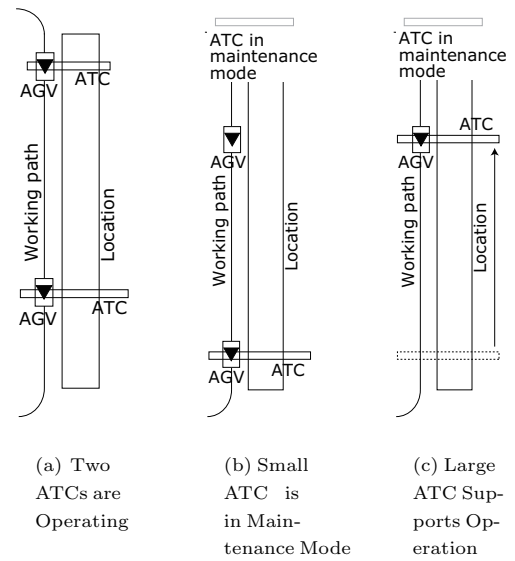 AGV
ATC
Working path
Location
AGV
ATC
(a) Two
ATCs are
Operating
ATC in
maintenance
mode
AGV
Working path
Location
AGV
ATC
(b) Small
ATC is
in Main-
tenance Mode
ATC in
maintenance
mode
ATC
AGV
Working path
Location
(c) Large
ATC Sup-
ports Op-
eration